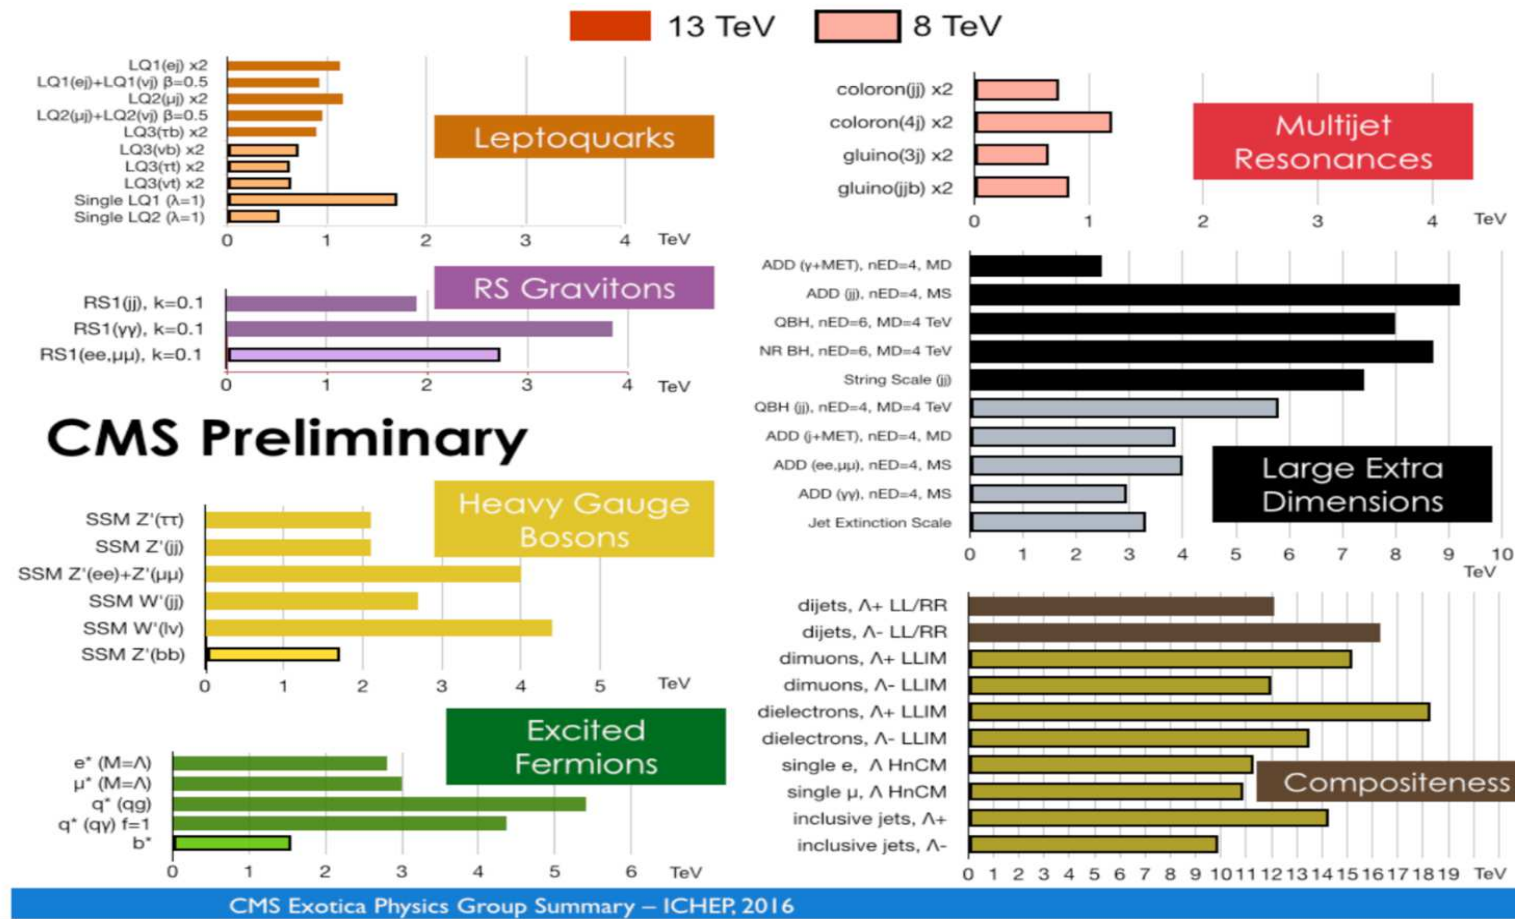 13 TeV
8 TeV
LQ1(ej) x2
LQ1(ej)+LQ1(νj) β=0.5
LQ2(μj) x2
LQ2(μj)+LQ2(νj) β=0.5
LQ3(τb) x2
LQ3(νb) x2
LQ3(τt) x2
LQ3(νt) x2
Single LQ1 (λ=1)
Single LQ2 (λ=1)
0 1 2 3 4 TeV
Leptoquarks
RS Gravitons
RS1(jj), k=0.1
RS1(γγ), k=0.1
RS1(ee,μμ), k=0.1
0 1 2 3 4 TeV
CMS Preliminary
Heavy Gauge
Bosons
SSM Z'(ττ)
SSM Z'(jj)
SSM Z'(ee)+Z'(μμ)
SSM W'(jj)
SSM W'(lv)
SSM Z'(bb)
0 1 2 3 4 5 TeV
Excited
Fermions
e* (M=Λ)
μ* (M=Λ)
q* (qg)
q* (qγ) f=1
b*
0 1 2 3 4 5 6 TeV
coloron(jj) x2
coloron(4j) x2
gluino(3j) x2
gluino(jjb) x2
0 1 2 3 4 TeV
Multijet
Resonances
ADD (γ+MET), nED=4, MD
ADD (jj), nED=4, MS
QBH, nED=6, MD=4 TeV
NR BH, nED=6, MD=4 TeV
String Scale (jj)
QBH (jj), nED=4, MD=4 TeV
ADD (j+MET), nED=4, MD
ADD (ee,μμ), nED=4, MS
ADD (γγ), nED=4, MS
Jet Extinction Scale
0 1 2 3 4 5 6 7 8 9 10
TeV
Large Extra
Dimensions
dijets, Λ+ LL/RR
dijets, Λ- LL/RR
dimuons, Λ+ LLIM
dimuons, Λ- LLIM
dielectrons, Λ+ LLIM
dielectrons, Λ- LLIM
single e, Λ HnCM
single μ, Λ HnCM
inclusive jets, Λ+
inclusive jets, Λ-
0 1 2 3 4 5 6 7 8 9 10 11 12 13 14 15 16 17 18 19 TeV
Compositeness
CMS Exotica Physics Group Summary – ICHEP, 2016